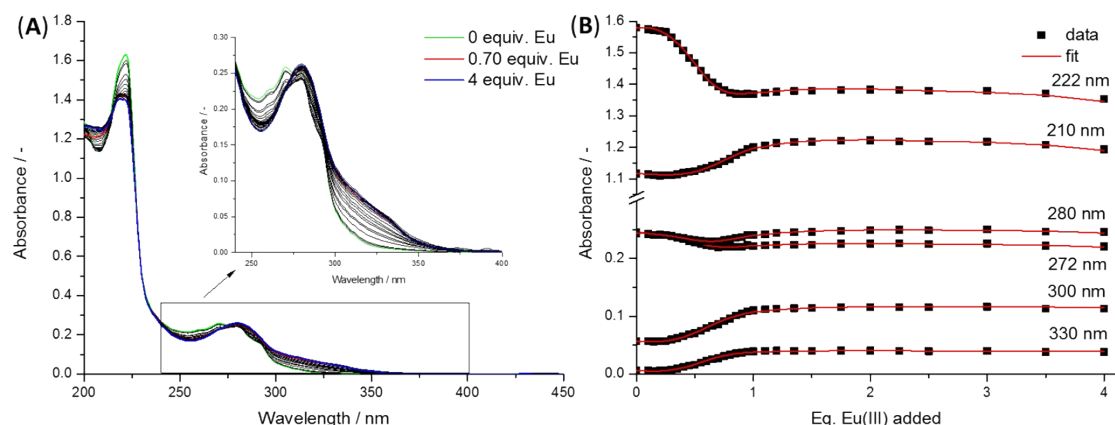 (A)
1.8
1.6
1.4
1.2
1.0
0.8
0.6
0.4
0.2
0.0
Absorbance / -
200
250
300
350
400
450
Wavelength / nm
0 equiv. Eu
0.70 equiv. Eu
4 equiv. Eu
0.30
0.25
0.20
0.15
0.10
0.05
0.00
Absorbance / -
250
300
350
400
Wavelength / nm
(B)
1.6
1.5
1.4
1.3
1.2
1.1
0.2
0.1
0.0
Absorbance / -
data
fit
222 nm
210 nm
280 nm
272 nm
300 nm
330 nm
0
1
2
3
4
Eq. Eu(III) added